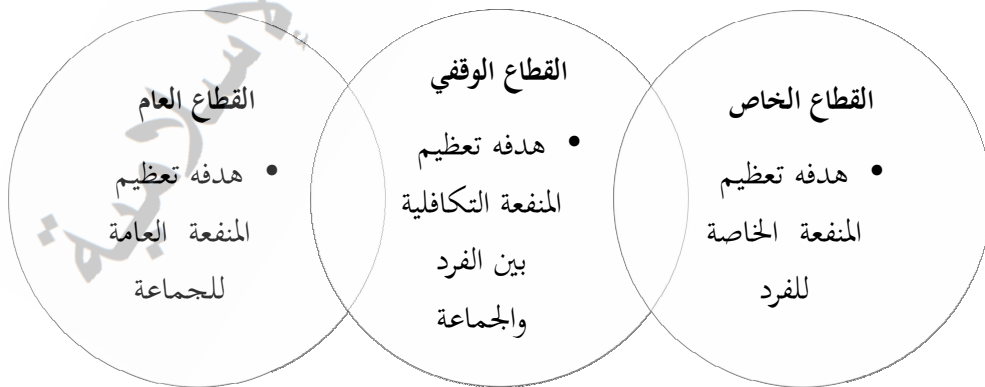 القطاع الخاص
• هدفه تعظيم
المنفعة الخاصة
للفرد
القطاع الوقفي
• هدفه تعظيم
المنفعة التكافلية
بين الفرد
والجماعة
القطاع العام
• هدفه تعظيم
المنفعة العامة
للجماعة